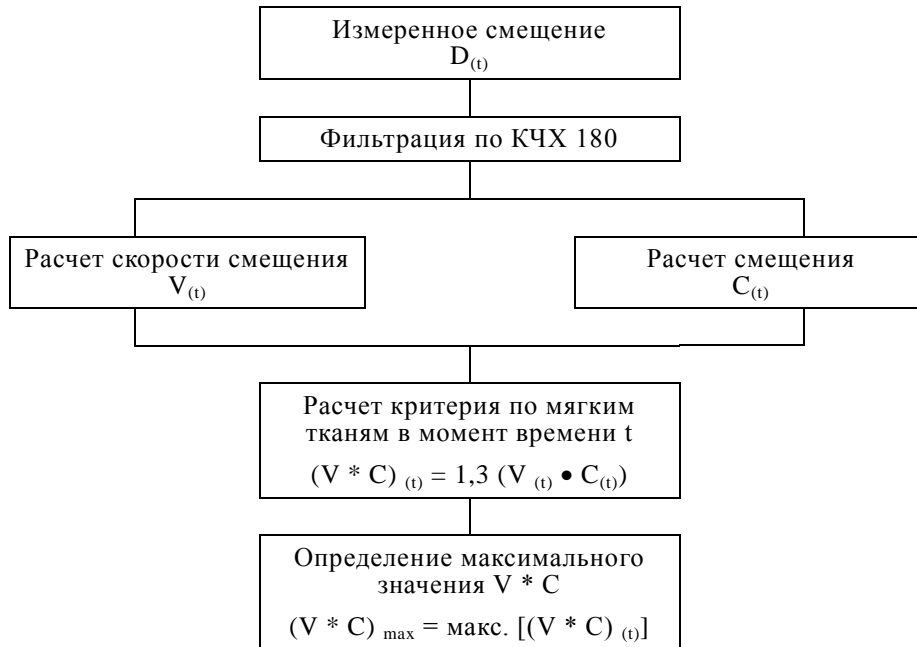 Измеренное смещение
D(t)
Фильтрация по КЧХ 180
Расчет скорости смещения
V(t)
Расчет смещения
C(t)
Расчет критерия по мягким
тканям в момент времени t
(V * C) (t) = 1,3 (V (t) • C(t))
Определение максимального
значения V * C
(V * C) max = макс. [(V * C) (t)]